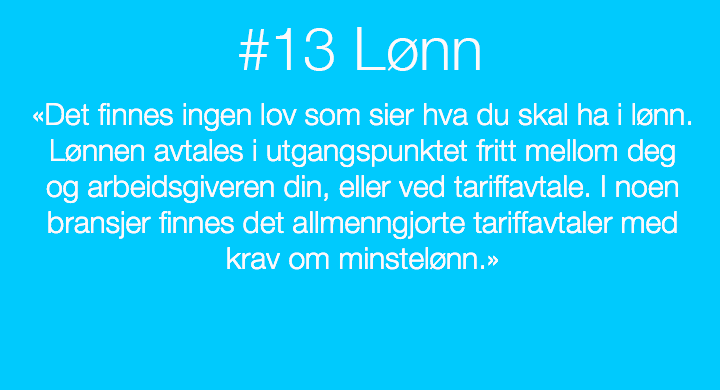 #13 Lønn
«Det finnes ingen lov som sier hva du skal ha i lønn.
Lønnen avtales i utgangspunktet fritt mellom deg
og arbeidsgiveren din, eller ved tariffavtale. I noen
bransjer finnes det allmenngjorte tariffavtaler med
krav om minstelønn.»